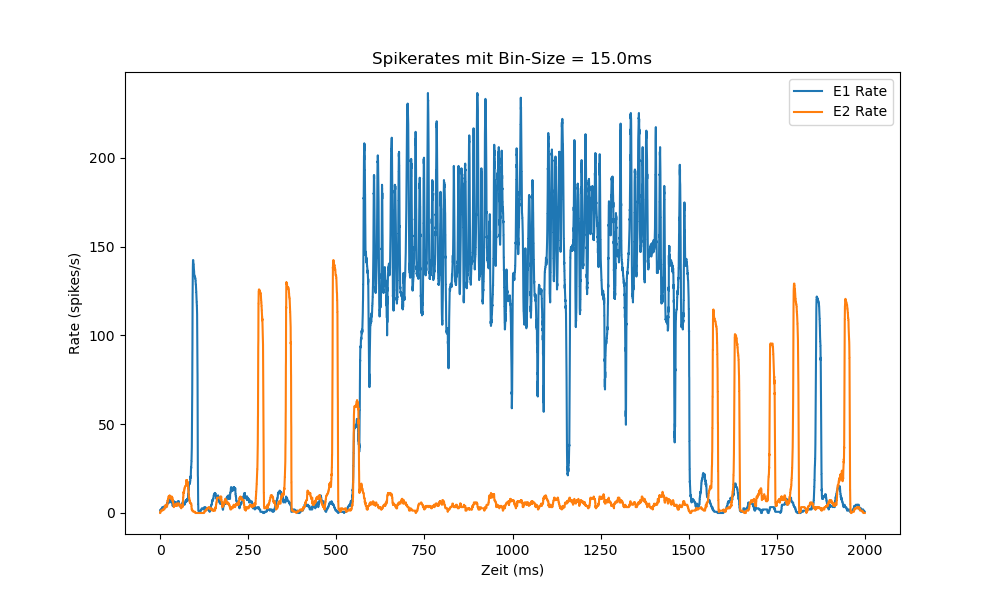 Spikerates mit Bin-Size = 15.0ms
E1 Rate
E2 Rate
Rate (spikes/s)
200
150
100
50
0
0 250 500 750 1000 1250 1500 1750 2000
Zeit (ms)